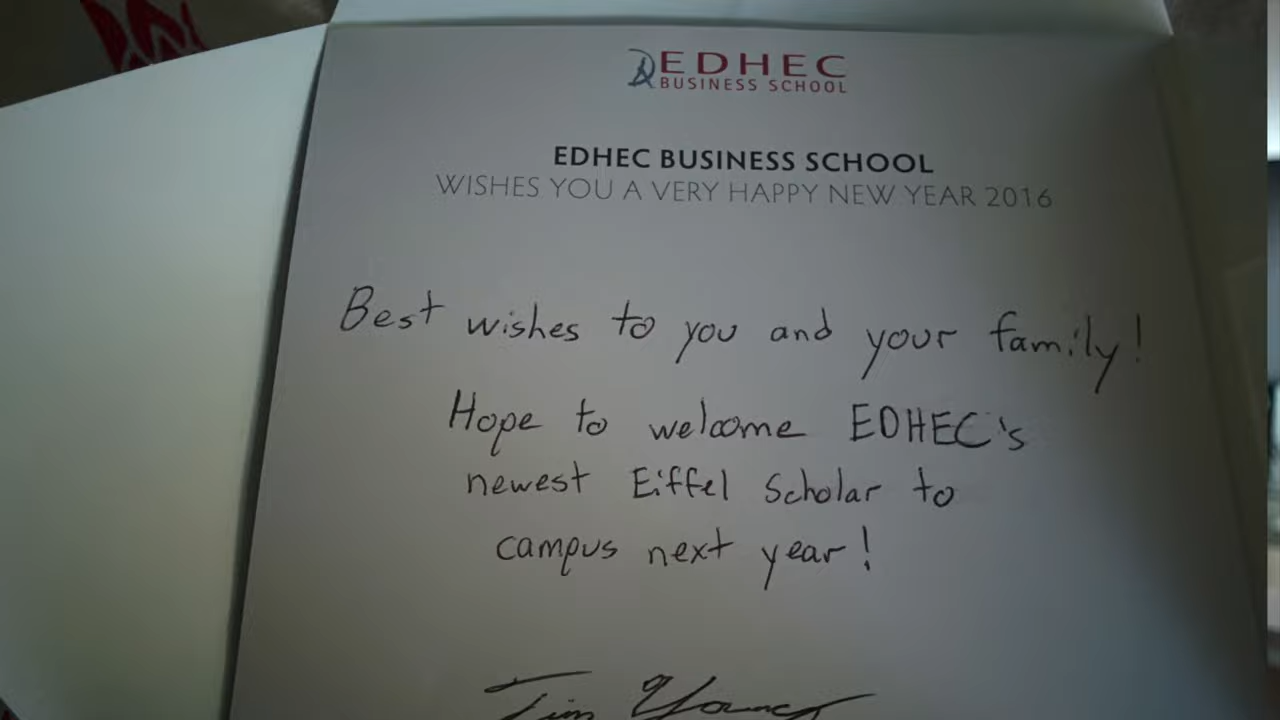 EDHEC
BUSINESS SCHOOL
EDHEC BUSINESS SCHOOL
WISHES YOU A VERY HAPPY NEW YEAR 2016
Best wishes to you and your family!
Hope to welcome EDHEC's
newest Eiffel Scholar to
campus next year!